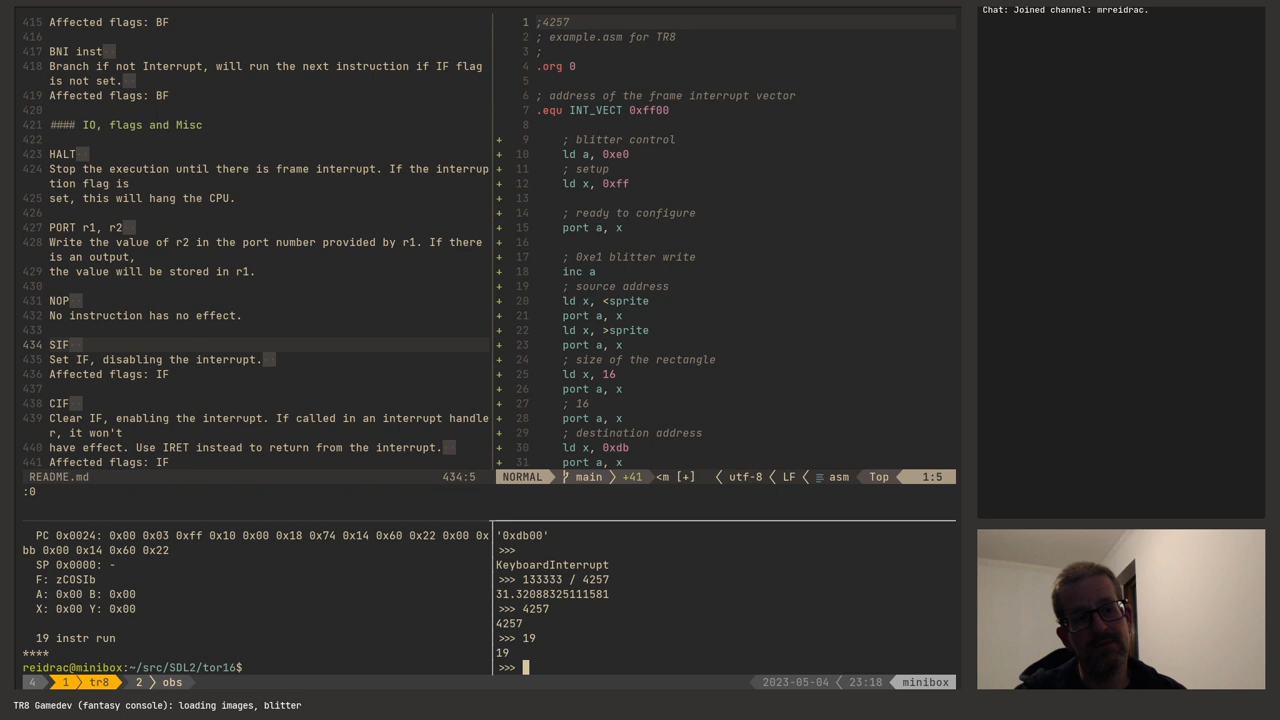 415 Affected flags: BF
416
417 BNI inst
418 Branch if not Interrupt, will run the next instruction if IF flag
is not set.
419 Affected flags: BF
420
421 #### IO, flags and Misc
422
423 HALT
424 Stop the execution until there is frame interrupt. If the interrup
tion flag is
425 set, this will hang the CPU.
426
427 PORT r1, r2
428 Write the value of r2 in the port number provided by r1. If there
is an output,
429 the value will be stored in r1.
430
431 NOP
432 No instruction has no effect.
433
434 SIF
435 Set IF, disabling the interrupt.
436 Affected flags: IF
437
438 CIF
439 Clear IF, enabling the interrupt. If called in an interrupt handle
r, it won't
440 have effect. Use IRET instead to return from the interrupt.
441 Affected flags: IF
README.md 434:5
:0
1 ;4257
2 ; example.asm for TR8
3 ;
4 .org 0
5
6 ; address of the frame interrupt vector
7 .equ INT_VECT 0xff00
8
+ 9 ; blitter control
+ 10 ld a, 0xe0
+ 11 ; setup
+ 12 ld x, 0xff
+ 13
+ 14 ; ready to configure
+ 15 port a, x
+ 16
+ 17 ; 0xe1 blitter write
+ 18 inc a
+ 19 ; source address
+ 20 ld x, <sprite
+ 21 port a, x
+ 22 ld x, >sprite
+ 23 port a, x
+ 24 ; size of the rectangle
+ 25 ld x, 16
+ 26 port a, x
+ 27 ; 16
+ 28 port a, x
+ 29 ; destination address
+ 30 ld x, 0xdb
+ 31 port a, x
NORMAL main +41 <m [+] utf-8 LF asm Top 1:5
PC 0x0024: 0x00 0x03 0xff 0x10 0x00 0x18 0x74 0x14 0x60 0x22 0x00 0x
bb 0x00 0x14 0x60 0x22
SP 0x0000: -
F: zCOSIb
A: 0x00 B: 0x00
X: 0x00 Y: 0x00
19 instr run
****
reidrac@minibox:~/src/SDL2/tor16$
'0xdb00'
>>>
KeyboardInterrupt
>>> 133333 / 4257
31.32088325111581
>>> 4257
4257
>>> 19
19
>>>
4 1 tr8 2 obs 2023-05-04 23:18 minibox
Chat: Joined channel: mrreidrac.
TR8 Gamedev (fantasy console): loading images, blitter